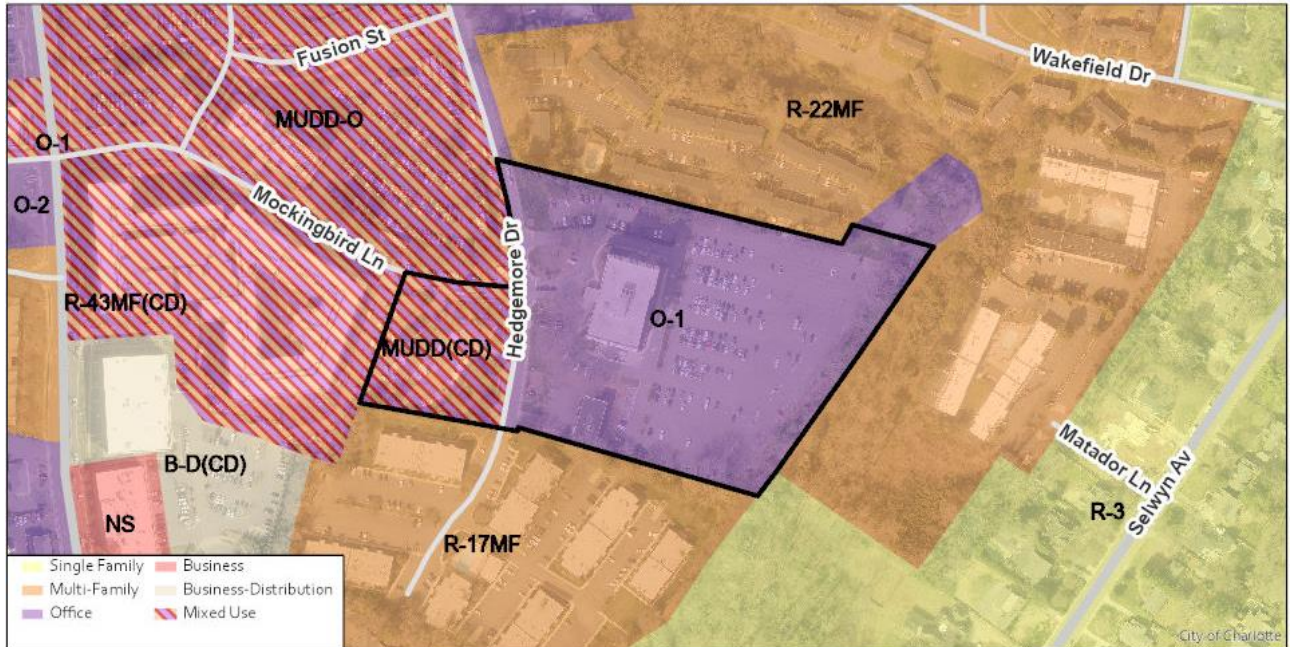 Fusion St
Wakefield Dr
MUDD-O
R-22MF
O-1
O-2
Mockingbird Ln
Hedgemore Dr
R-43MF(CD)
O-1
MUDD(CD)
Matador Ln
Selwyn Av
B-D(CD)
R-3
NS
R-17MF
Single Family
Business
Multi-Family
Business-Distribution
Office
Mixed Use
City of Charlotte